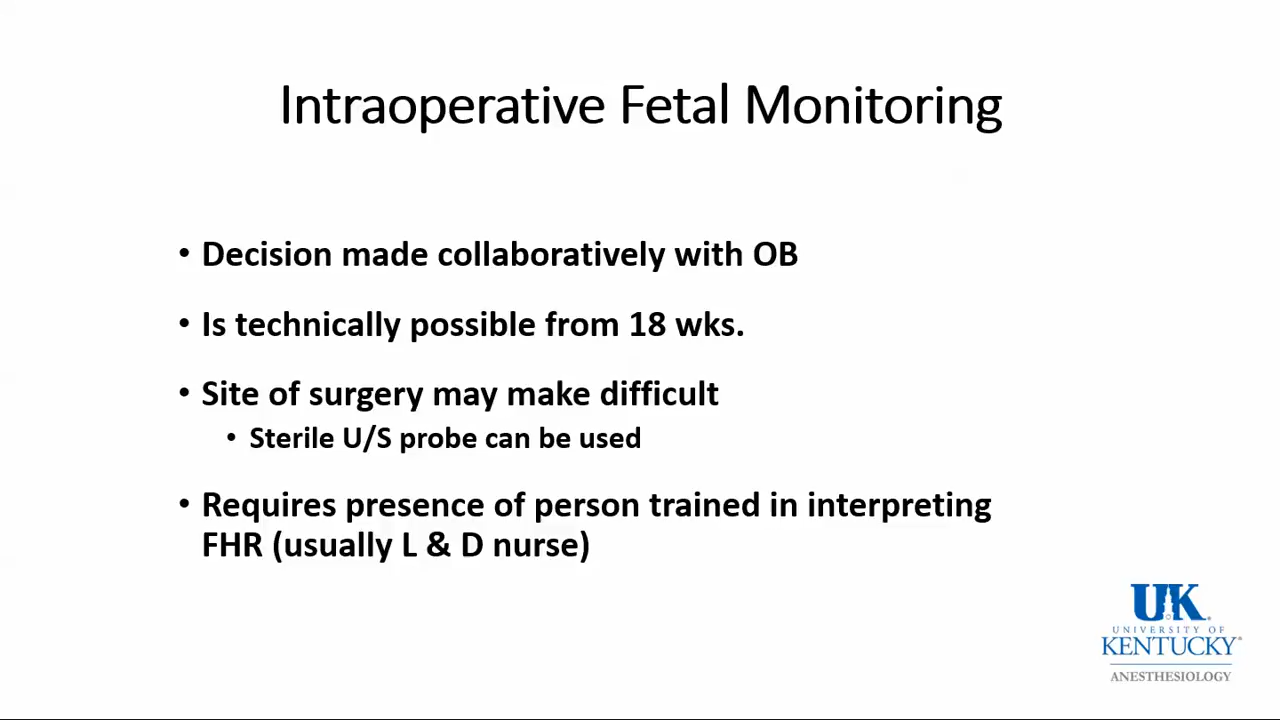 Intraoperative Fetal Monitoring
• Decision made collaboratively with OB
• Is technically possible from 18 wks.
• Site of surgery may make difficult
• Sterile U/S probe can be used
• Requires presence of person trained in interpreting
FHR (usually L & D nurse)
UK
UNIVERSITY OF
KENTUCKY®
ANESTHESIOLOGY